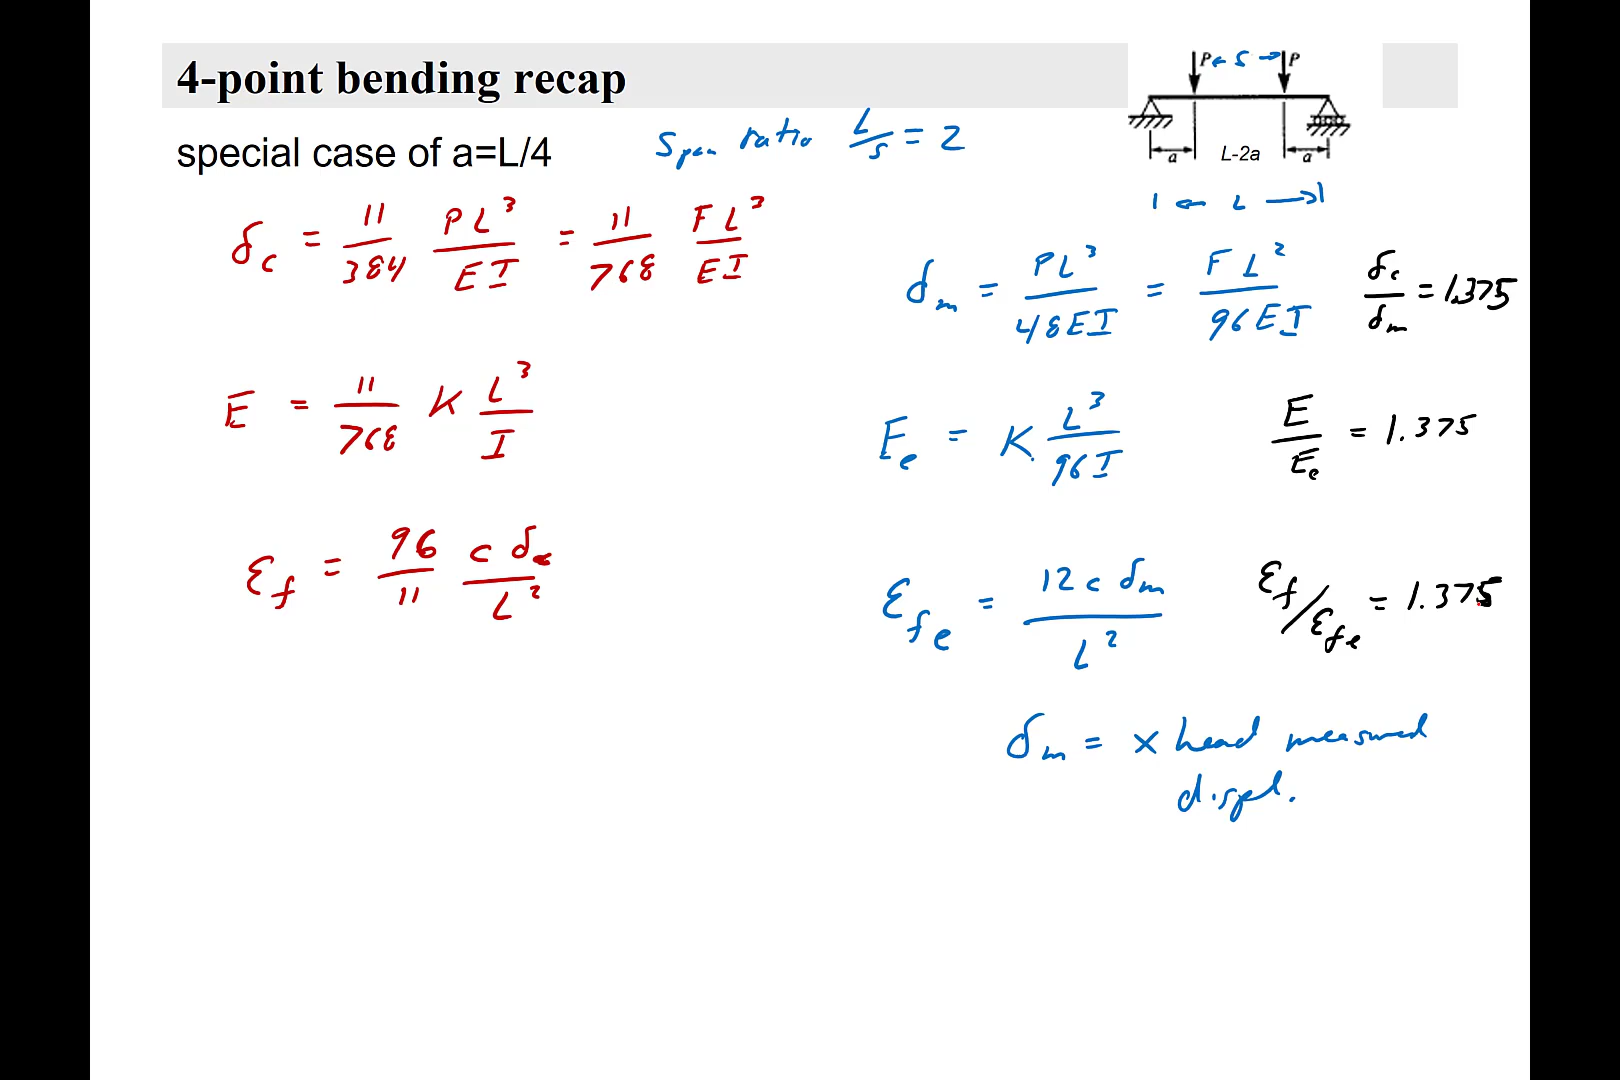 4-point bending recap
P ← S → P
a L-2a a
← L →
special case of a=L/4
Span ratio L/S = 2
δc = 11/384 PL³/EI = 11/768 FL³/EI
δm = PL³/48EI = FL²/96EI
δc/δm = 1.375
E = 11/768 K L³/I
Ee = K L³/96I
E/Ee = 1.375
εf = 96/11 c δc/L²
εfe = 12 c δm/L²
εf/εfe = 1.375
δm = x head measured
displ.